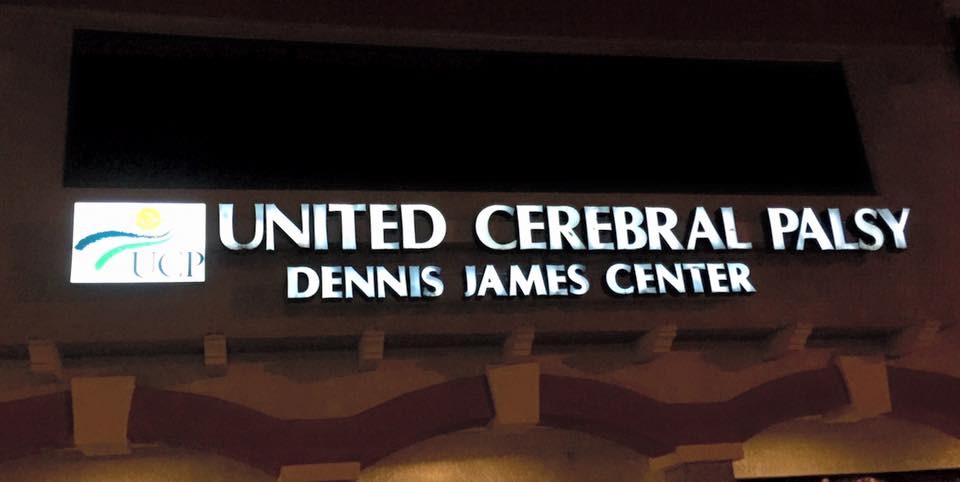 UCP
UNITED CEREBRAL PALSY
DENNIS JAMES CENTER